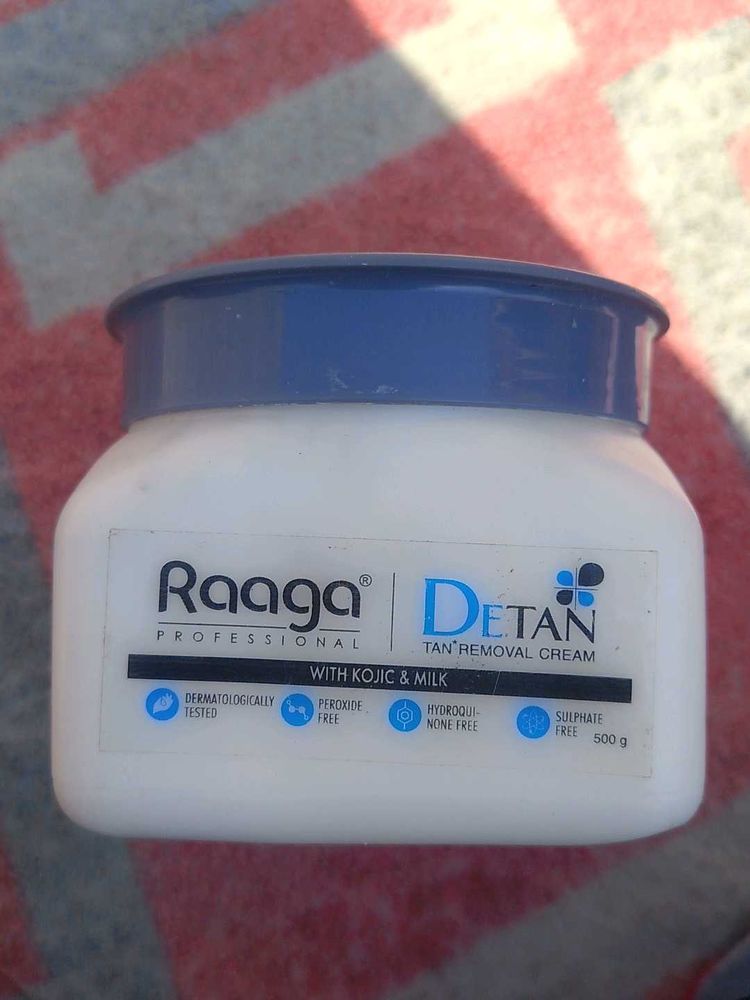 Raaga®
PROFESSIONAL
DETAN
TAN*REMOVAL CREAM
WITH KOJIC & MILK
DERMATOLOGICALLY
TESTED
PEROXIDE
FREE
HYDROQUI-
NONE FREE
SULPHATE
FREE
500 g